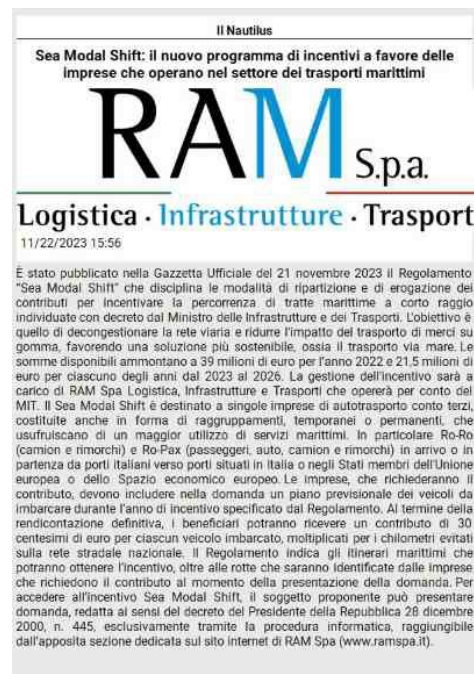 Il Nautilus
Sea Modal Shift: il nuovo programma di incentivi a favore delle
imprese che operano nel settore dei trasporti marittimi
RAM S.p.a.
Logistica · Infrastrutture · Trasport
11/22/2023 15:56
È stato pubblicato nella Gazzetta Ufficiale del 21 novembre 2023 il Regolamento
"Sea Modal Shift" che disciplina le modalità di ripartizione e di erogazione dei
contributi per incentivare la percorrenza di tratte marittime a corto raggio
individuate con decreto dal Ministro delle Infrastrutture e dei Trasporti. L'obiettivo è
quello di decongestionare la rete viaria e ridurre l'impatto del trasporto di merci su
gomma, favorendo una soluzione più sostenibile, ossia il trasporto via mare. Le
somme disponibili ammontano a 39 milioni di euro per l'anno 2022 e 21,5 milioni di
euro per ciascuno degli anni dal 2023 al 2026. La gestione dell'incentivo sarà a
carico di RAM Spa Logistica, Infrastrutture e Trasporti che opererà per conto del
MIT. Il Sea Modal Shift è destinato a singole imprese di autotrasporto conto terzi,
costituite anche in forma di raggruppamenti, temporanei o permanenti, che
usufruiscano di un maggior utilizzo di servizi marittimi. In particolare Ro-Ro
(camion e rimorchi) e Ro-Pax (passeggeri, auto, camion e rimorchi) in arrivo o in
partenza da porti italiani verso porti situati in Italia o negli Stati membri dell'Unione
europea o dello Spazio economico europeo. Le imprese, che richiederanno il
contributo, devono includere nella domanda un piano previsionale dei veicoli da
imbarcare durante l'anno di incentivo specificato dal Regolamento. Al termine della
rendicontazione definitiva, i beneficiari potranno ricevere un contributo di 30
centesimi di euro per ciascun veicolo imbarcato, moltiplicati per i chilometri evitati
sulla rete stradale nazionale. Il Regolamento indica gli itinerari marittimi che
potranno ottenere l'incentivo, oltre alle rotte che saranno identificate dalle imprese
che richiedono il contributo al momento della presentazione della domanda. Per
accedere all'incentivo Sea Modal Shift, il soggetto proponente può presentare
domanda, redatta ai sensi del decreto del Presidente della Repubblica 28 dicembre
2000, n. 445, esclusivamente tramite la procedura informatica, raggiungibile
dall'apposita sezione dedicata sul sito internet di RAM Spa (www.ramspa.it).